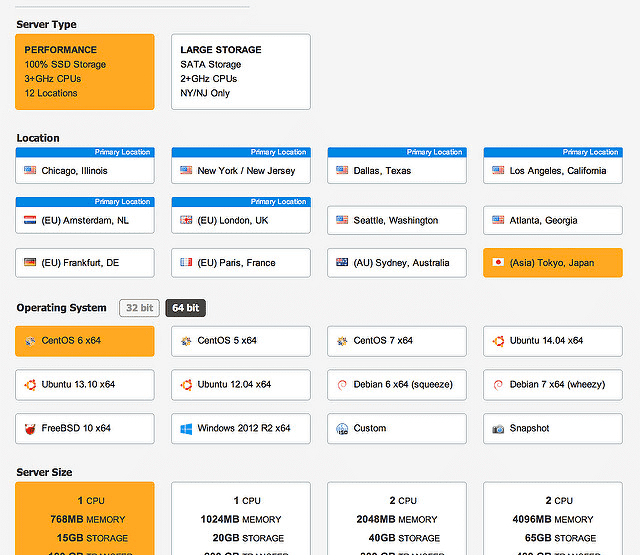 Server Type
PERFORMANCE
100% SSD Storage
3+GHz CPUs
12 Locations
LARGE STORAGE
SATA Storage
2+GHz CPUs
NY/NJ Only
Location
Primary Location
Chicago, Illinois
Primary Location
New York / New Jersey
Primary Location
Dallas, Texas
Primary Location
Los Angeles, California
Primary Location
(EU) Amsterdam, NL
Primary Location
(EU) London, UK
Seattle, Washington
Atlanta, Georgia
(EU) Frankfurt, DE
(EU) Paris, France
(AU) Sydney, Australia
(Asia) Tokyo, Japan
Operating System 32 bit 64 bit
CentOS 6 x64
CentOS 5 x64
CentOS 7 x64
Ubuntu 14.04 x64
Ubuntu 13.10 x64
Ubuntu 12.04 x64
Debian 6 x64 (squeeze)
Debian 7 x64 (wheezy)
FreeBSD 10 x64
Windows 2012 R2 x64
ISO Custom
Snapshot
Server Size
1 CPU
768MB MEMORY
15GB STORAGE
1 CPU
1024MB MEMORY
20GB STORAGE
2 CPU
2048MB MEMORY
40GB STORAGE
2 CPU
4096MB MEMORY
65GB STORAGE